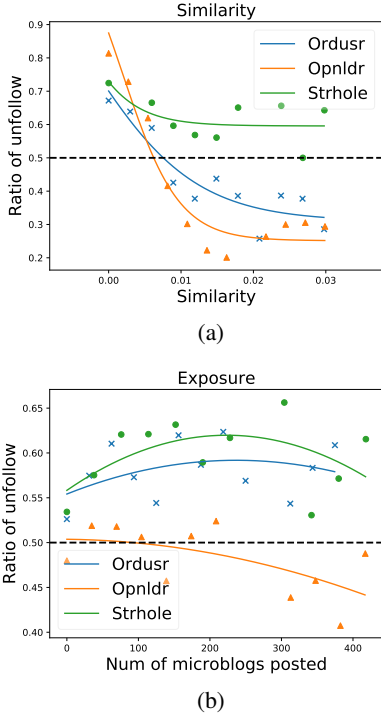 Similarity
Ratio of unfollow
0.9
0.8
0.7
0.6
0.5
0.4
0.3
0.2
Ordusr
Opnldr
Strhole
0.00 0.01 0.02 0.03
Similarity
(a)
Exposure
Ratio of unfollow
0.65
0.60
0.55
0.50
0.45
0.40
Ordusr
Opnldr
Strhole
0 100 200 300 400
Num of microblogs posted
(b)